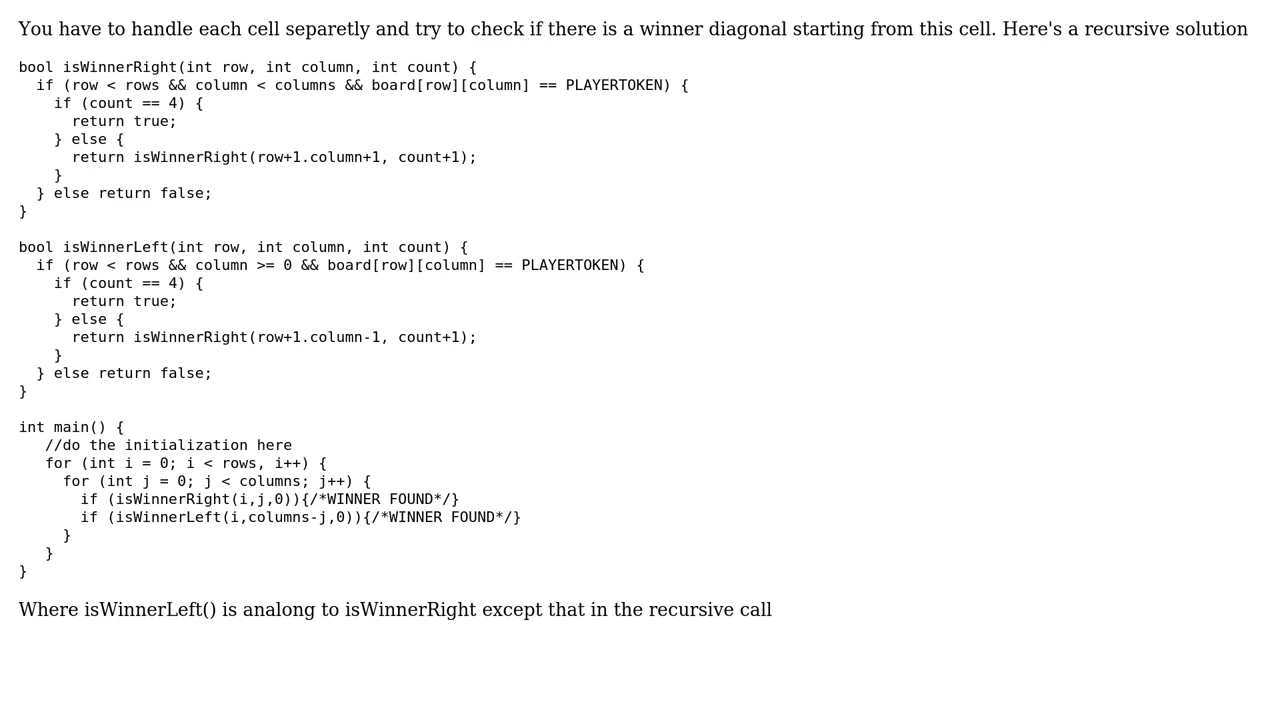 You have to handle each cell separetly and try to check if there is a winner diagonal starting from this cell. Here's a recursive solution
bool isWinnerRight(int row, int column, int count) {
  if (row < rows && column < columns && board[row][column] == PLAYERTOKEN) {
    if (count == 4) {
      return true;
    } else {
      return isWinnerRight(row+1.column+1, count+1);
    }
  } else return false;
}
bool isWinnerLeft(int row, int column, int count) {
  if (row < rows && column >= 0 && board[row][column] == PLAYERTOKEN) {
    if (count == 4) {
      return true;
    } else {
      return isWinnerRight(row+1.column-1, count+1);
    }
  } else return false;
}
int main() {
   //do the initialization here
   for (int i = 0; i < rows, i++) {
     for (int j = 0; j < columns; j++) {
       if (isWinnerRight(i,j,0)){/*WINNER FOUND*/}
       if (isWinnerLeft(i,columns-j,0)){/*WINNER FOUND*/}
     }
   }
}
Where isWinnerLeft() is analong to isWinnerRight except that in the recursive call